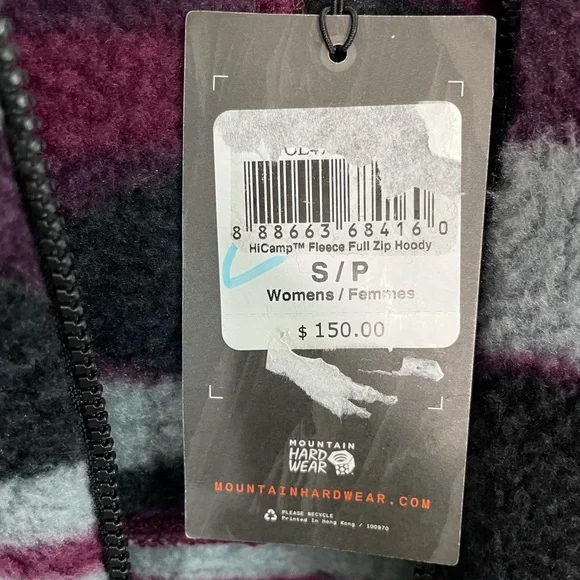 8 88663 68416 0
HiCamp™ Fleece Full Zip Hoody
S / P
Womens / Femmes
$ 150.00
MOUNTAIN
HARD
WEAR
MOUNTAINHARDWEAR.COM
PLEASE RECYCLE
Printed in Hong Kong / 100970